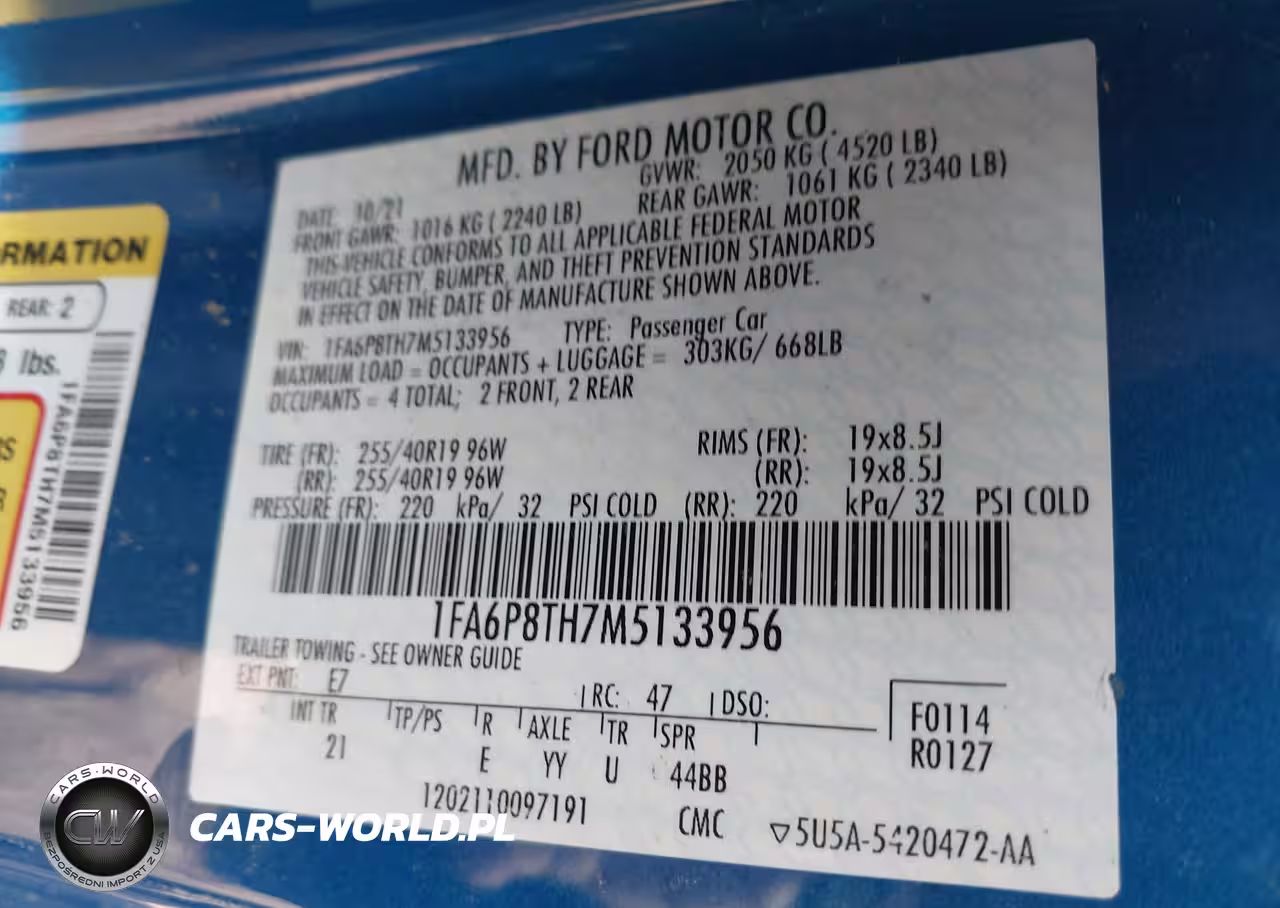 MFD. BY FORD MOTOR CO.
DATE: 10/21 GVWR: 2050 KG ( 4520 LB)
FRONT GAWR: 1016 KG ( 2240 LB) REAR GAWR: 1061 KG ( 2340 LB)
THIS VEHICLE CONFORMS TO ALL APPLICABLE FEDERAL MOTOR
VEHICLE SAFETY, BUMPER, AND THEFT PREVENTION STANDARDS
IN EFFECT ON THE DATE OF MANUFACTURE SHOWN ABOVE.
VIN: 1FA6P8TH7M5133956 TYPE: Passenger Car
MAXIMUM LOAD = OCCUPANTS + LUGGAGE = 303KG/ 668LB
OCCUPANTS = 4 TOTAL; 2 FRONT, 2 REAR
TIRE (FR): 255/40R19 96W RIMS (FR): 19x8.5J
(RR): 255/40R19 96W (RR): 19x8.5J
PRESSURE (FR): 220 kPa/ 32 PSI COLD (RR): 220 kPa/ 32 PSI COLD
1FA6P8TH7M5133956
TRAILER TOWING - SEE OWNER GUIDE
EXT PNT: E7 RC: 47 DSO:
INT TR TP/PS R AXLE TR SPR
21 E YY U 44BB
F0114
R0127
1202110097191 CMC ▽5U5A-5420472-AA
RMATION
REAR: 2
lbs.
1FA6P8TH7M5133956
CARS-WORLD
CW
BEZPOŚREDNI IMPORT Z USA
CARS-WORLD.PL